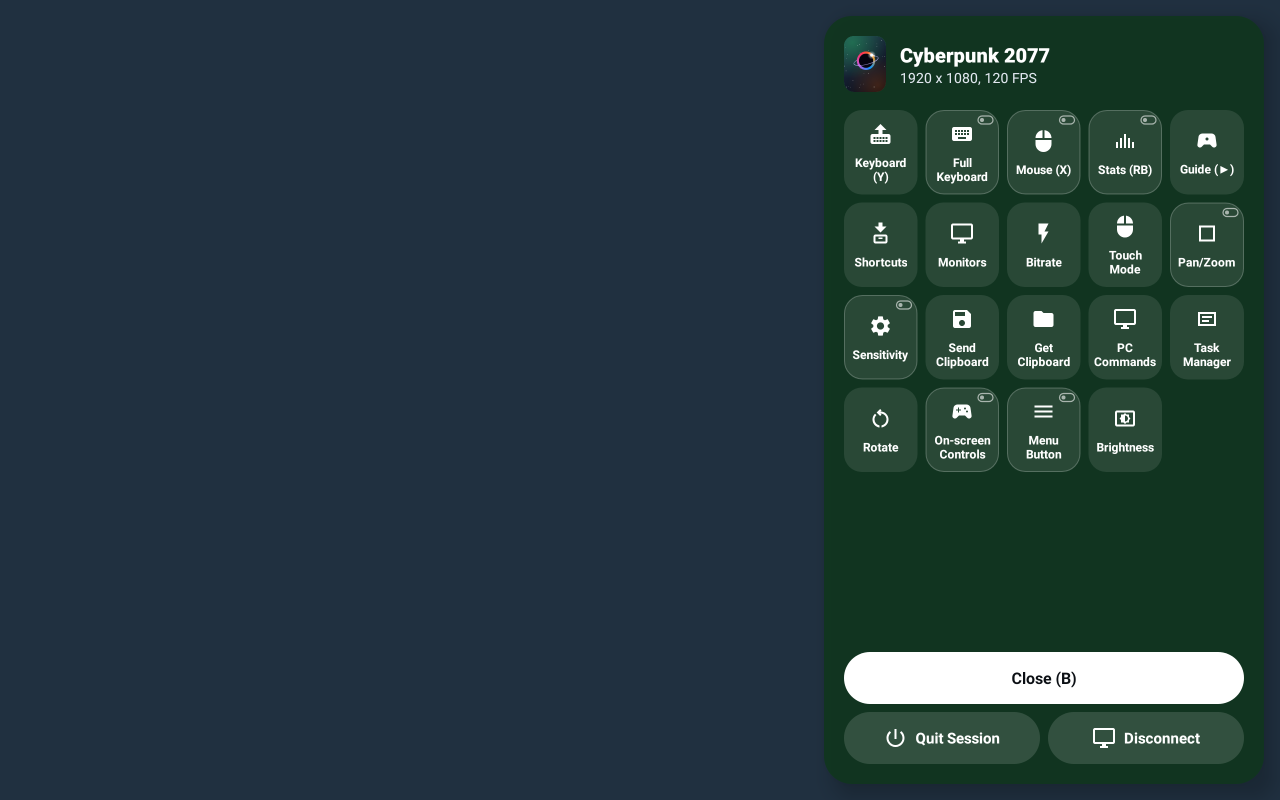 Cyberpunk 2077
1920 x 1080, 120 FPS
Keyboard
(Y)
Full
Keyboard
Mouse (X)
Stats (RB)
Guide (►)
Shortcuts
Monitors
Bitrate
Touch
Mode
Pan/Zoom
Sensitivity
Send
Clipboard
Get
Clipboard
PC
Commands
Task
Manager
Rotate
On-screen
Controls
Menu
Button
Brightness
Close (B)
Quit Session
Disconnect